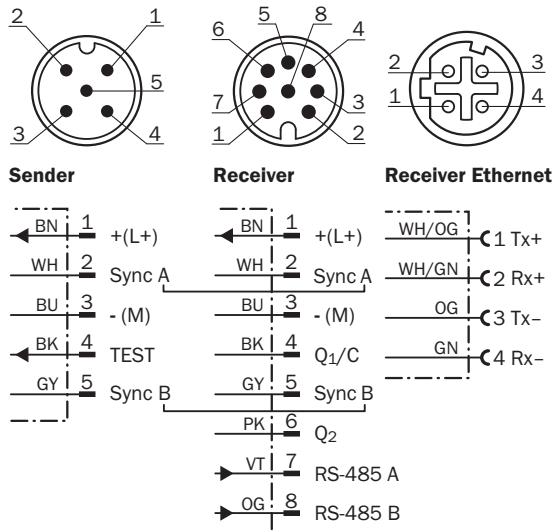 2 1
5
3 4
5 8
6 4
7 3
1 2
2 3
1 4
Sender
BN 1 +(L+)
WH 2 Sync A
BU 3 - (M)
BK 4 TEST
GY 5 Sync B
Receiver
BN 1 +(L+)
WH 2 Sync A
BU 3 - (M)
BK 4 Q1/C
GY 5 Sync B
PK 6 Q2
VT 7 RS-485 A
OG 8 RS-485 B
Receiver Ethernet
WH/OG 1 Tx+
WH/GN 2 Rx+
OG 3 Tx–
GN 4 Rx–